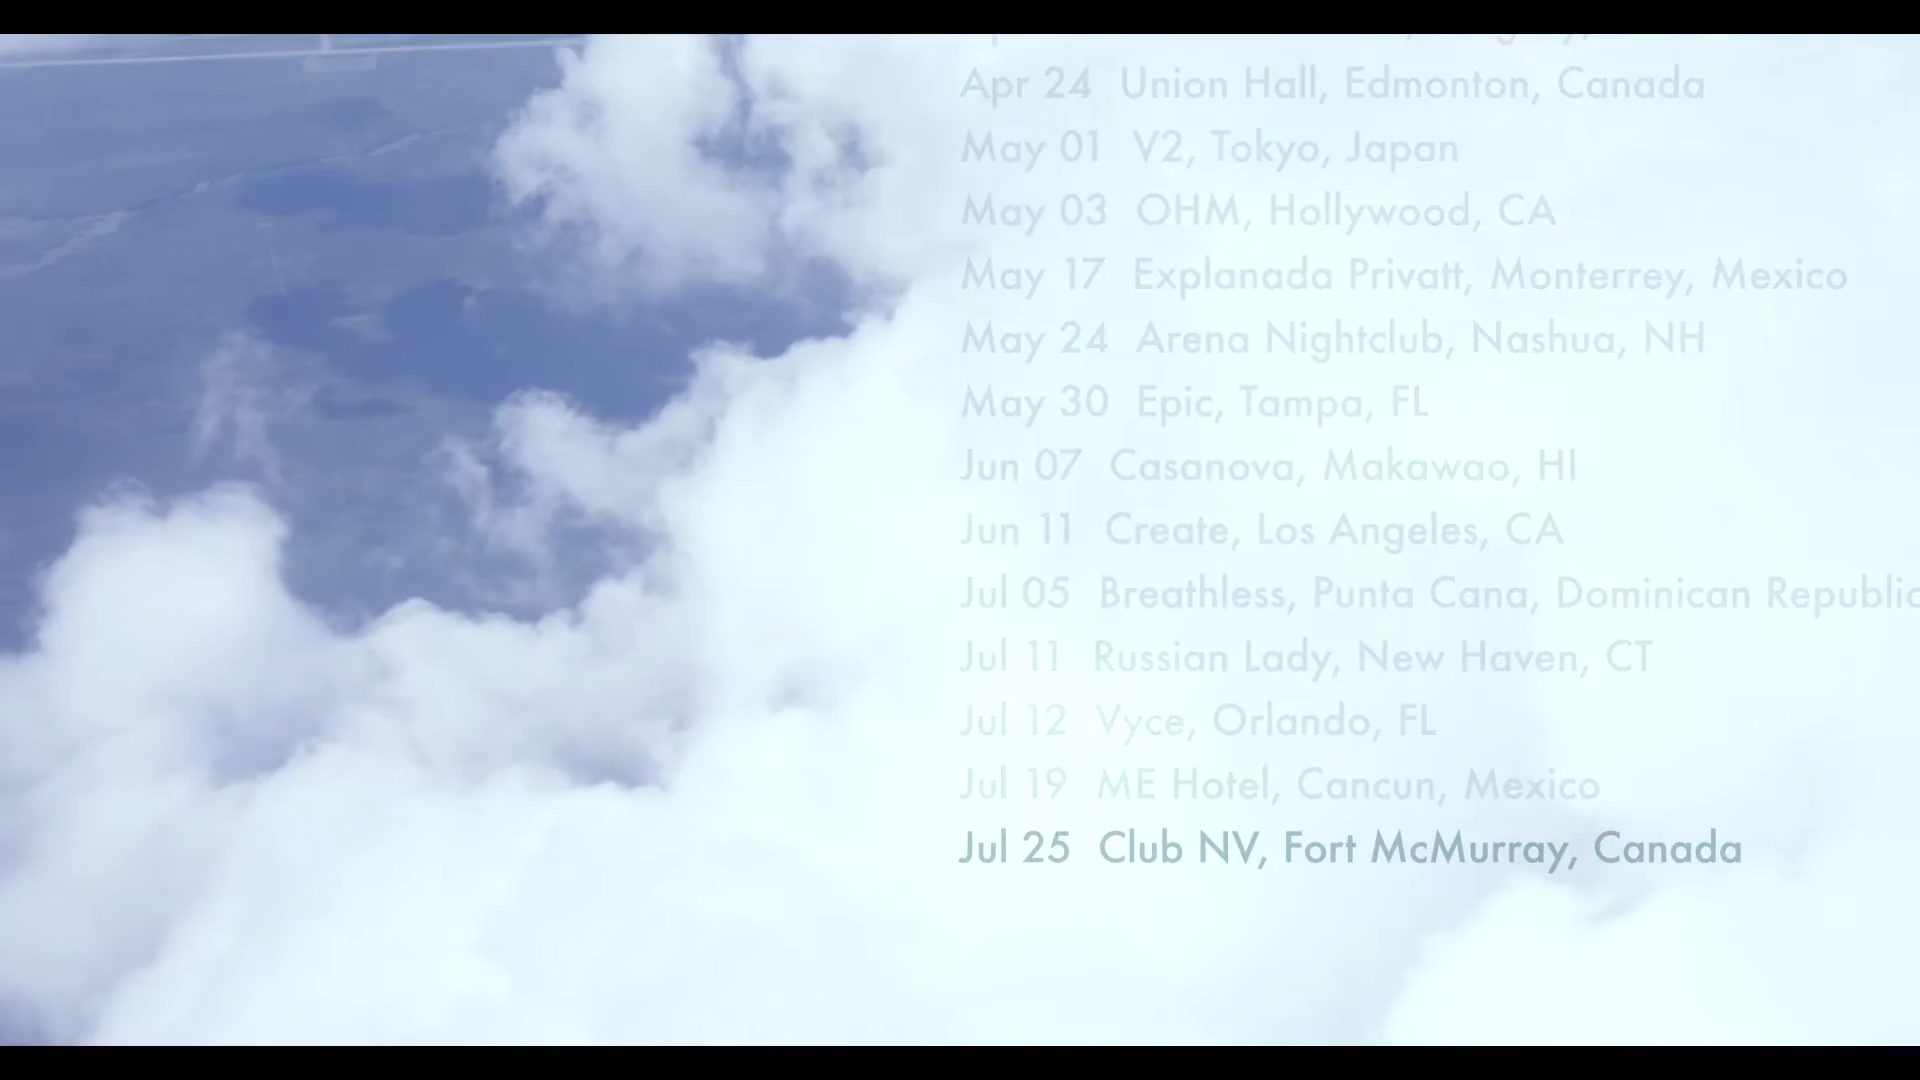 Apr 24 Union Hall, Edmonton, Canada
May 01 V2, Tokyo, Japan
May 03 OHM, Hollywood, CA
May 17 Explanada Privatt, Monterrey, Mexico
May 24 Arena Nightclub, Nashua, NH
May 30 Epic, Tampa, FL
Jun 07 Casanova, Makawao, HI
Jun 11 Create, Los Angeles, CA
Jul 05 Breathless, Punta Cana, Dominican Republic
Jul 11 Russian Lady, New Haven, CT
Jul 12 Vyce, Orlando, FL
Jul 19 ME Hotel, Cancun, Mexico
Jul 25 Club NV, Fort McMurray, Canada